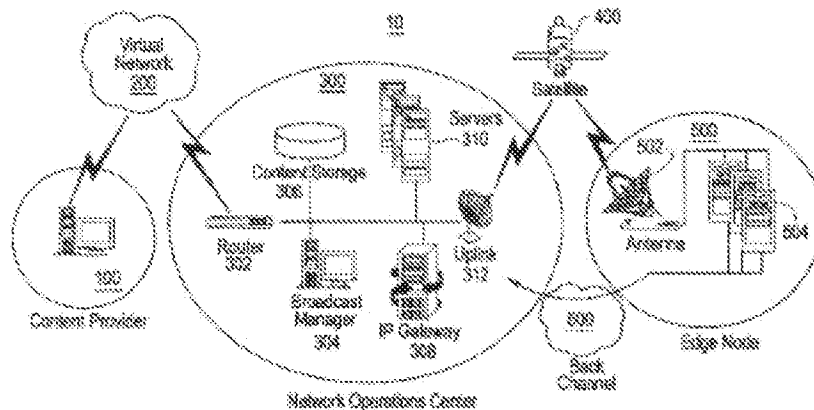 10
400
Virtual
Network
200
300
Servers
310
Satellite
500
502
Content Storage
306
Router
302
Uplink
312
Antenna
504
100
Content Provider
Broadcast
Manager
304
IP Gateway
308
600
Back
Channel
Edge Node
Network Operations Center